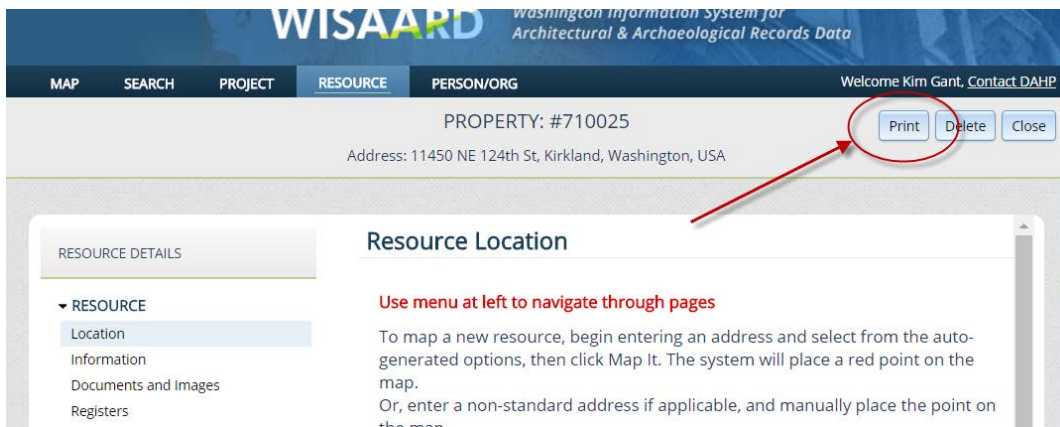 WISAARD
Washington Information System for
Architectural & Archaeological Records Data
MAP SEARCH PROJECT RESOURCE PERSON/ORG Welcome Kim Gant, Contact DAHP
PROPERTY: #710025
Print Delete Close
Address: 11450 NE 124th St, Kirkland, Washington, USA
RESOURCE DETAILS
RESOURCE
Location
Information
Documents and Images
Registers
Resource Location
Use menu at left to navigate through pages
To map a new resource, begin entering an address and select from the auto-
generated options, then click Map It. The system will place a red point on the
map.
Or, enter a non-standard address if applicable, and manually place the point on
the map.